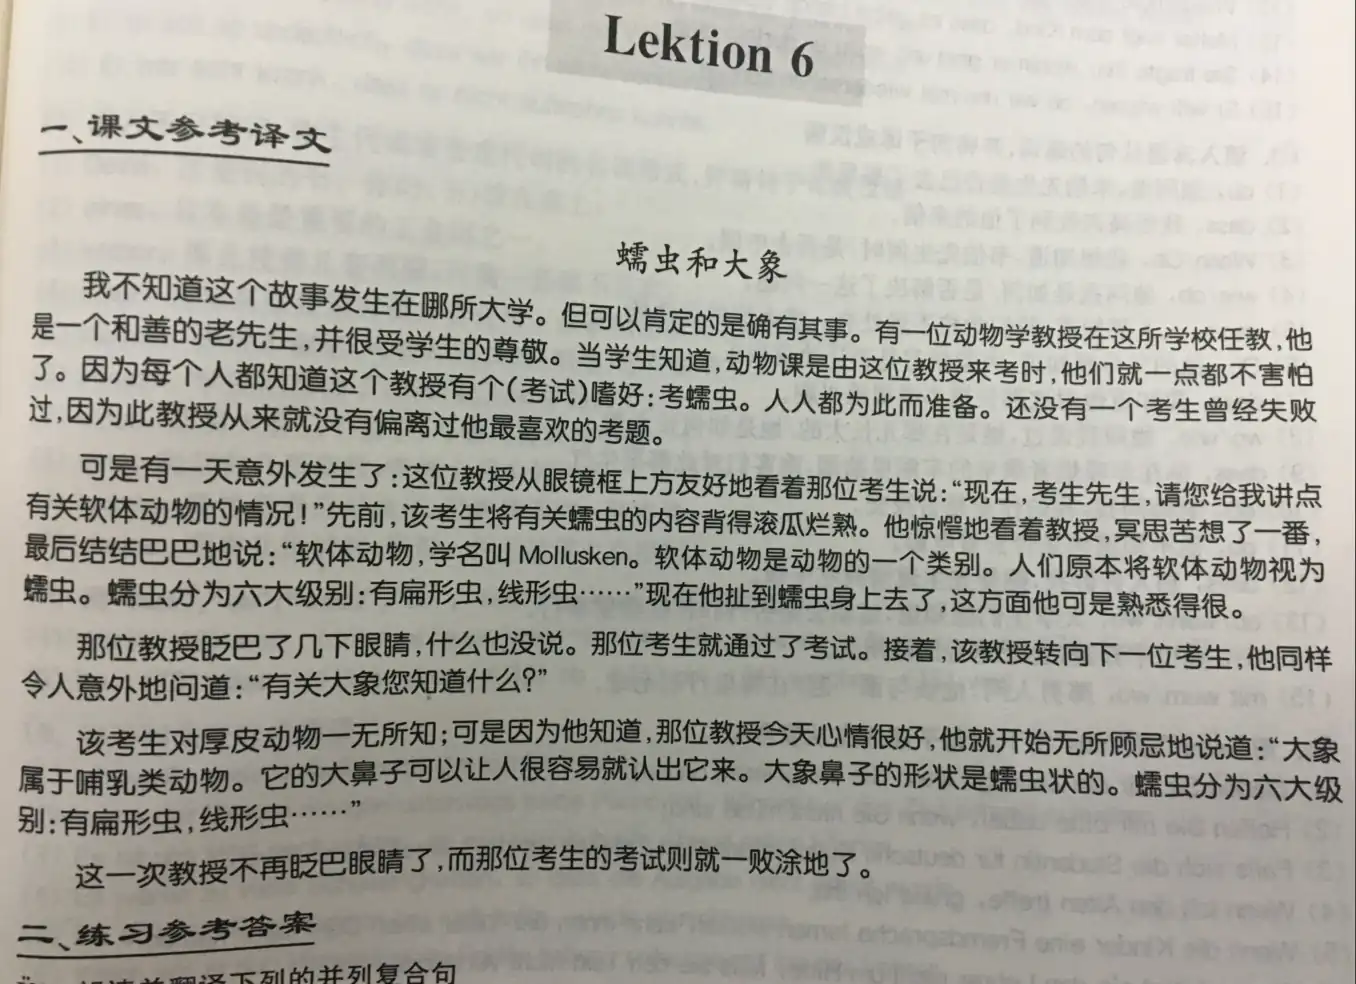 Lektion 6
一、课文参考译文
蠕虫和大象
我不知道这个故事发生在哪所大学。但可以肯定的是确有其事。有一位动物学教授在这所学校任教,他
是一个和善的老先生,并很受学生的尊敬。当学生知道,动物课是由这位教授来考时,他们就一点都不害怕
了。因为每个人都知道这个教授有个(考试)嗜好:考蠕虫。人人都为此而准备。还没有一个考生曾经失败
过,因为此教授从来就没有偏离过他最喜欢的考题。
可是有一天意外发生了:这位教授从眼镜框上方友好地看着那位考生说:“现在,考生先生,请您给我讲点
有关软体动物的情况!”先前,该考生将有关蠕虫的内容背得滚瓜烂熟。他惊愕地看着教授,冥思苦想了一番,
最后结结巴巴地说:“软体动物,学名叫 Mollusken。软体动物是动物的一个类别。人们原本将软体动物视为
蠕虫。蠕虫分为六大级别:有扁形虫,线形虫……”现在他扯到蠕虫身上去了,这方面他可是熟悉得很。
那位教授眨巴了几下眼睛,什么也没说。那位考生就通过了考试。接着,该教授转向下一位考生,他同样
令人意外地问道:“有关大象您知道什么?”
该考生对厚皮动物一无所知;可是因为他知道,那位教授今天心情很好,他就开始无所顾忌地说道:“大象
属于哺乳类动物。它的大鼻子可以让人很容易就认出它来。大象鼻子的形状是蠕虫状的。蠕虫分为六大级
别:有扁形虫,线形虫……”
这一次教授不再眨巴眼睛了,而那位考生的考试则就一败涂地了。
二、练习参考答案
下列的并列复合句